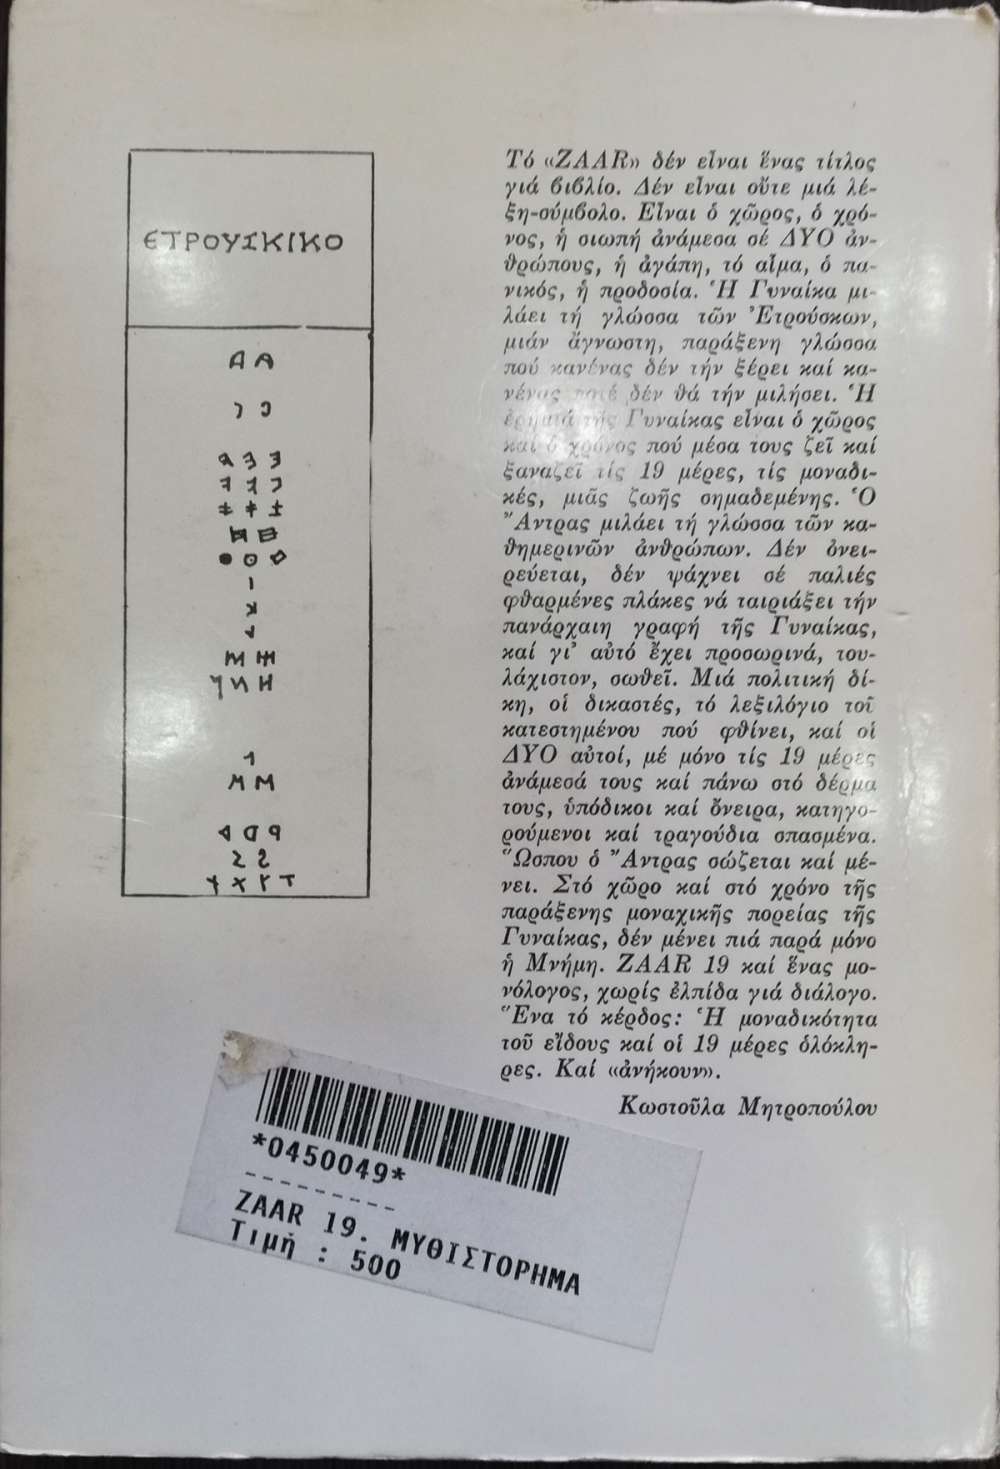 ΕΤΡΟΥΣΚΙΚΟ
Τό «ZAAR» δέν εἶναι ἕνας τίτλος
γιά βιβλίο. Δέν εἶναι οὔτε μιά λέ-
ξη-σύμβολο. Εἶναι ὁ χῶρος, ὁ χρό-
νος, ἡ σιωπή ἀνάμεσα σέ ΔΥΟ ἀν-
θρώπους, ἡ ἀγάπη, τό αἷμα, ὁ πα-
νικός, ἡ προδοσία. Ἡ Γυναίκα μι-
λάει τή γλώσσα τῶν Ἐτρούσκων,
μιάν ἄγνωστη, παράξενη γλώσσα
πού κανένας δέν τήν ξέρει καί κα-
νένας ποτέ δέν θά τήν μιλήσει. Ἡ
ἐρημιά τῆς Γυναίκας εἶναι ὁ χῶρος
καί ὁ χρόνος πού μέσα τους ζεῖ καί
ξαναζεῖ τίς 19 μέρες, τίς μοναδι-
κές, μιᾶς ζωῆς σημαδεμένης. Ὁ
Ἄντρας μιλάει τή γλώσσα τῶν κα-
θημερινῶν ἀνθρώπων. Δέν ὀνει-
ρεύεται, δέν ψάχνει σέ παλιές
φθαρμένες πλάκες νά ταιριάξει τήν
πανάρχαιη γραφή τῆς Γυναίκας,
καί γι' αὐτό ἔχει προσωρινά, του-
λάχιστον, σωθεῖ. Μιά πολιτική δί-
κη, οἱ δικαστές, τό λεξιλόγιο τοῦ
κατεστημένου πού φθίνει, καί οἱ
ΔΥΟ αὐτοί, μέ μόνο τίς 19 μέρες
ἀνάμεσά τους καί πάνω στό δέρμα
τους, ὑπόδικοι καί ὄνειρα, κατηγο-
ρούμενοι καί τραγούδια σπασμένα.
Ὥσπου ὁ Ἄντρας σώζεται καί μέ-
νει. Στό χῶρο καί στό χρόνο τῆς
παράξενης μοναχικῆς πορείας τῆς
Γυναίκας, δέν μένει πιά παρά μόνο
ἡ Μνήμη. ZAAR 19 καί ἕνας μο-
νόλογος, χωρίς ἐλπίδα γιά διάλογο.
Ἕνα τό κέρδος: Ἡ μοναδικότητα
τοῦ εἴδους καί οἱ 19 μέρες ὁλόκλη-
ρες. Καί «ἀνήκουν».
Κωστούλα Μητροπούλου
*0450049*
---------
ZAAR 19. ΜΥΘΙΣΤΟΡΗΜΑ
Τιμή : 500